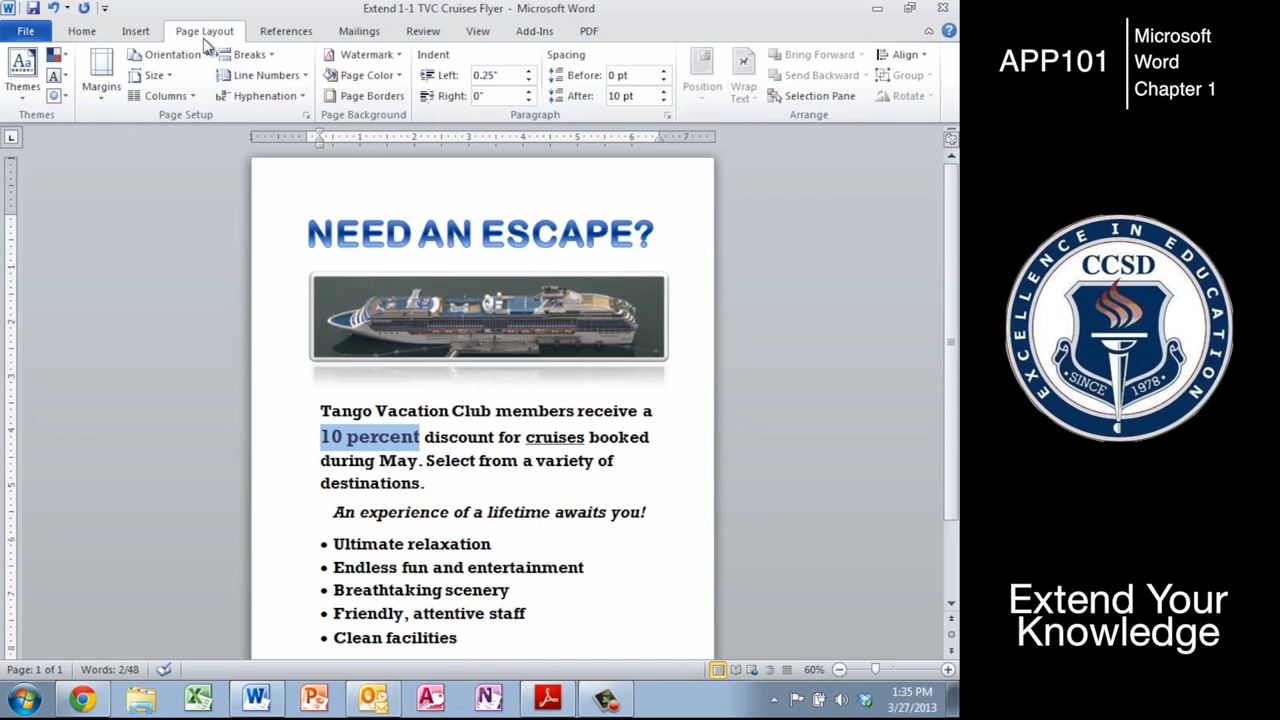 Extend 1-1 TVC Cruises Flyer - Microsoft Word
File Home Insert Page Layout References Mailings Review View Add-Ins PDF
Themes
Themes
Margins
Orientation
Size
Columns
Breaks
Line Numbers
Hyphenation
Page Setup
Watermark
Page Color
Page Borders
Page Background
Indent
Left: 0.25"
Right: 0"
Spacing
Before: 0 pt
After: 10 pt
Paragraph
Position
Wrap
Text
Bring Forward
Send Backward
Selection Pane
Align
Group
Rotate
Arrange
NEED AN ESCAPE?
Tango Vacation Club members receive a
10 percent discount for cruises booked
during May. Select from a variety of
destinations.
An experience of a lifetime awaits you!
• Ultimate relaxation
• Endless fun and entertainment
• Breathtaking scenery
• Friendly, attentive staff
• Clean facilities
Page: 1 of 1 Words: 2/48 60%
1:35 PM
3/27/2013
APP101
Microsoft
Word
Chapter 1
EXCELLENCE IN EDUCATION
CCSD
SINCE 1978
Extend Your
Knowledge